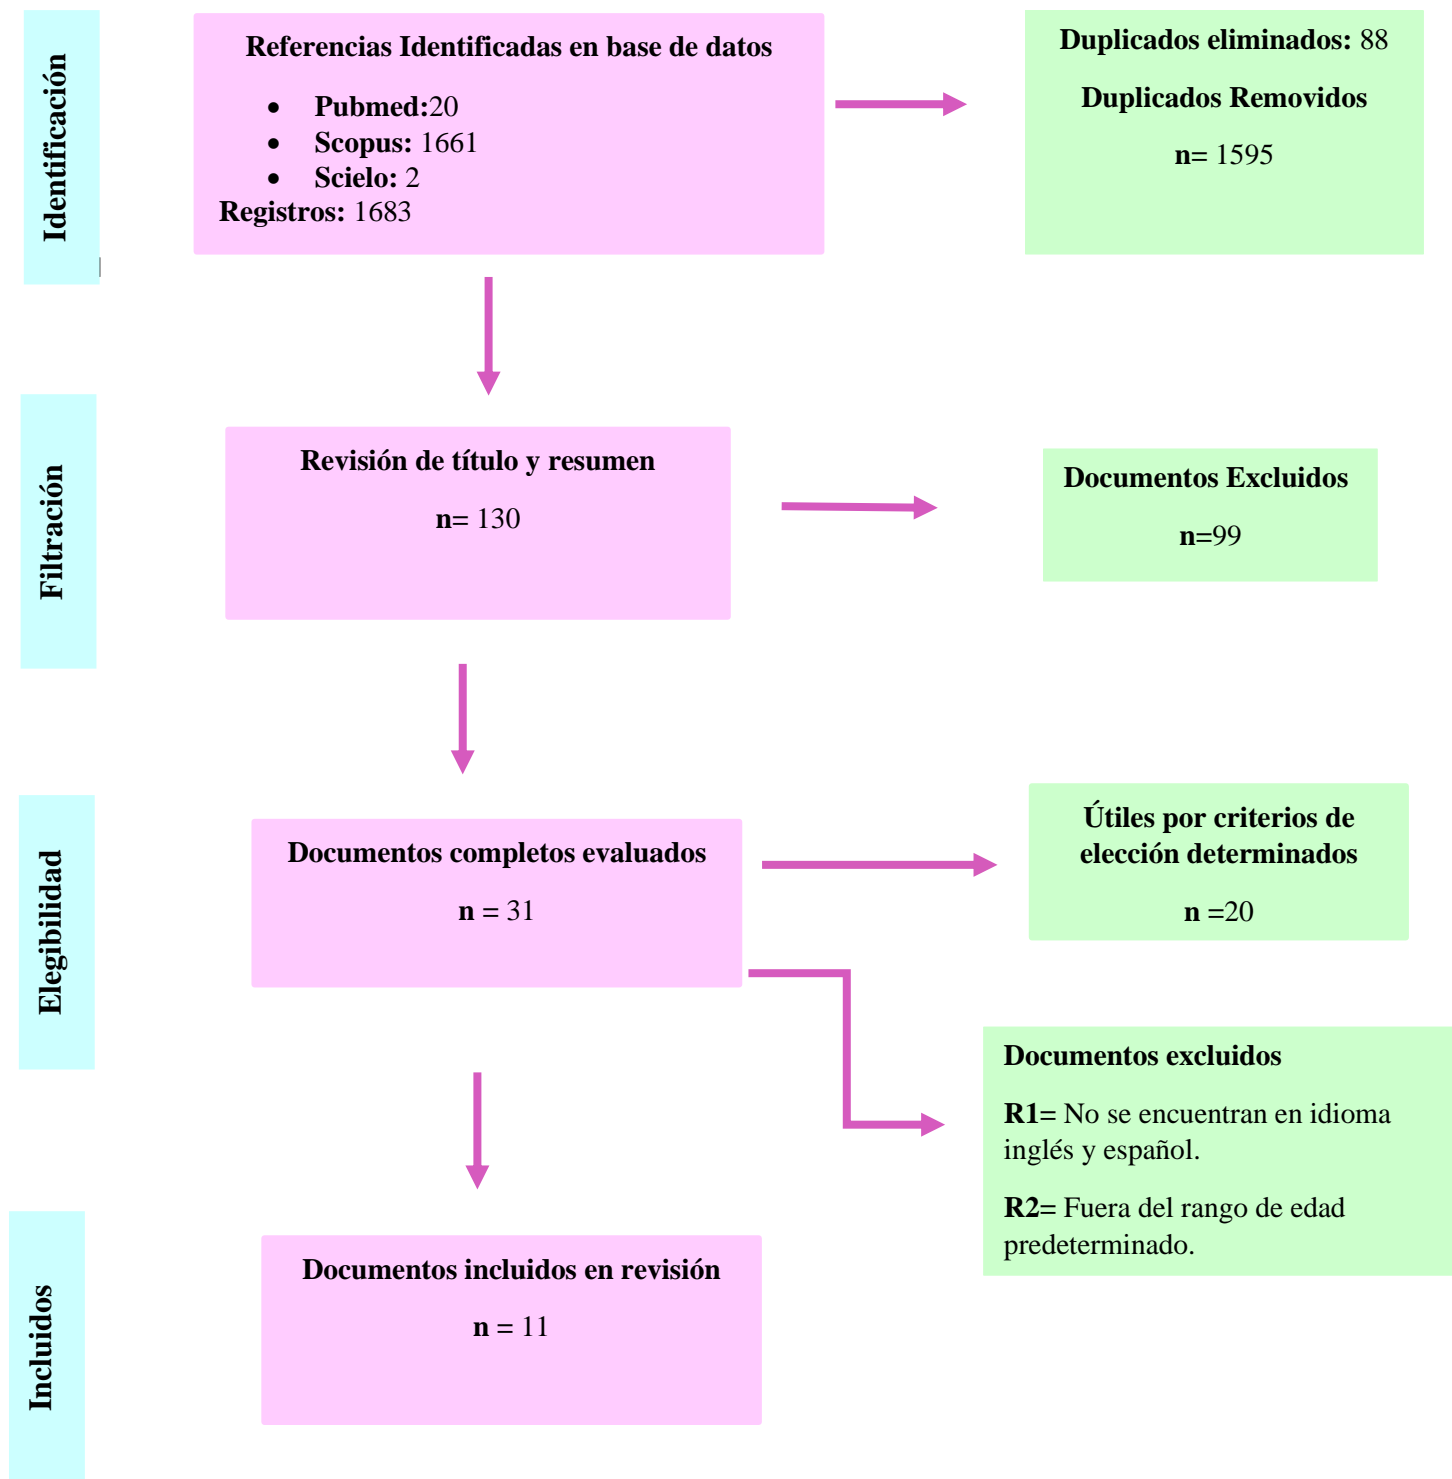 Identificación
Referencias Identificadas en base de datos
• Pubmed:20
• Scopus: 1661
• Scielo: 2
Registros: 1683
Duplicados eliminados: 88
Duplicados Removidos
n= 1595
Filtración
Revisión de título y resumen
n= 130
Documentos Excluidos
n=99
Elegibilidad
Documentos completos evaluados
n = 31
Útiles por criterios de
elección determinados
n =20
Documentos excluidos
R1= No se encuentran en idioma
inglés y español.
R2= Fuera del rango de edad
predeterminado.
Incluidos
Documentos incluidos en revisión
n = 11